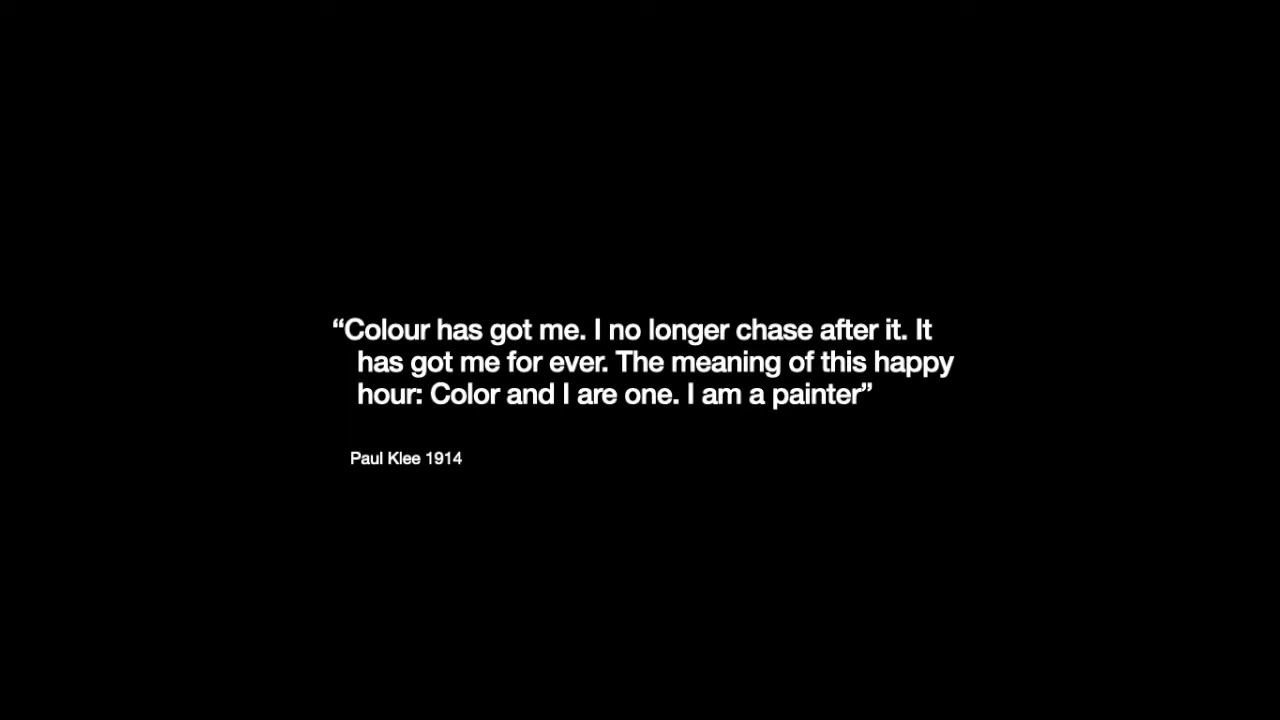 “Colour has got me. I no longer chase after it. It
has got me for ever. The meaning of this happy
hour: Color and I are one. I am a painter”
Paul Klee 1914